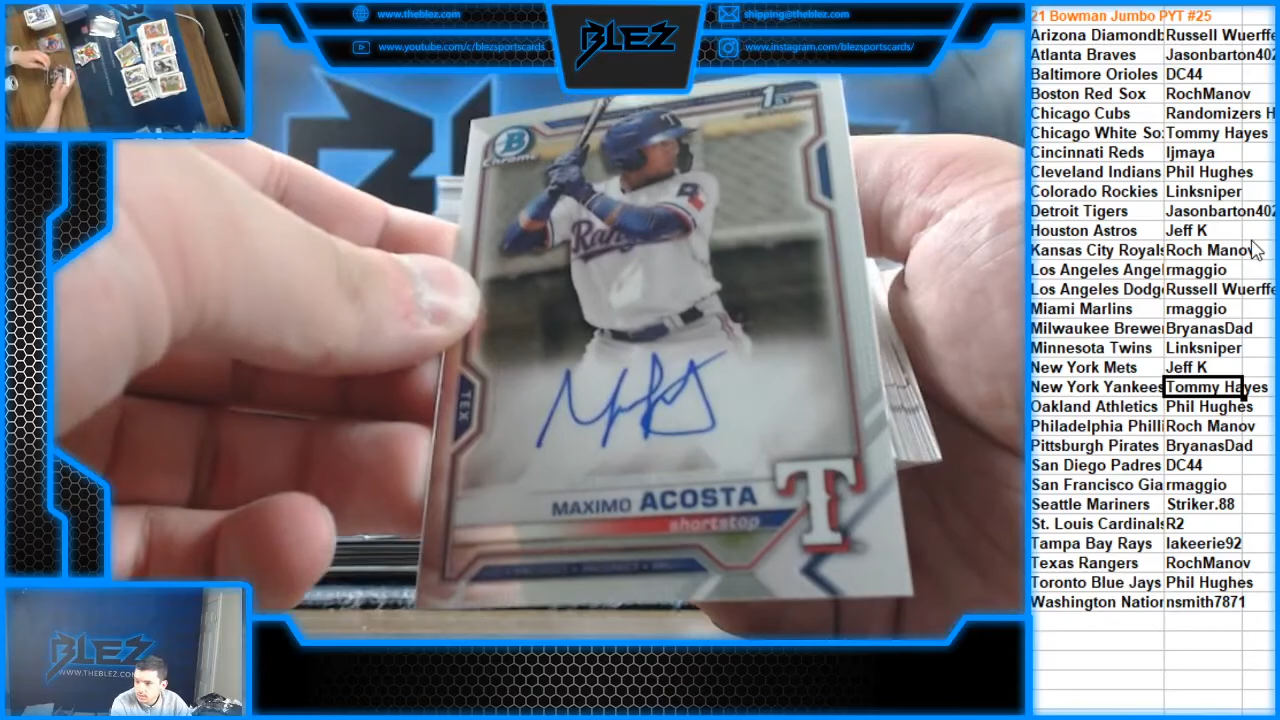 www.theblez.com
www.youtube.com/c/blezsportscards
BLEZ
shipping@theblez.com
www.instagram.com/blezsportscards/
1ST
B
Chrome
T
Rang
TEX
MAXIMO ACOSTA
shortstop
T
BLEZ
WWW.THEBLEZ.COM
21 Bowman Jumbo PYT #25
Arizona Diamondb Russell Wuerffe
Atlanta Braves Jasonbarton402
Baltimore Orioles DC44
Boston Red Sox RochManov
Chicago Cubs Randomizers H
Chicago White So Tommy Hayes
Cincinnati Reds ljmaya
Cleveland Indians Phil Hughes
Colorado Rockies Linksniper
Detroit Tigers Jasonbarton402
Houston Astros Jeff K
Kansas City Royals Roch Manov
Los Angeles Angel rmaggio
Los Angeles Dodge Russell Wuerffe
Miami Marlins rmaggio
Milwaukee Brewe BryanasDad
Minnesota Twins Linksniper
New York Mets Jeff K
New York Yankees Tommy Hayes
Oakland Athletics Phil Hughes
Philadelphia Philli Roch Manov
Pittsburgh Pirates BryanasDad
San Diego Padres DC44
San Francisco Gia rmaggio
Seattle Mariners Striker.88
St. Louis Cardinals R2
Tampa Bay Rays lakeerie92
Texas Rangers RochManov
Toronto Blue Jays Phil Hughes
Washington Nation nsmith7871